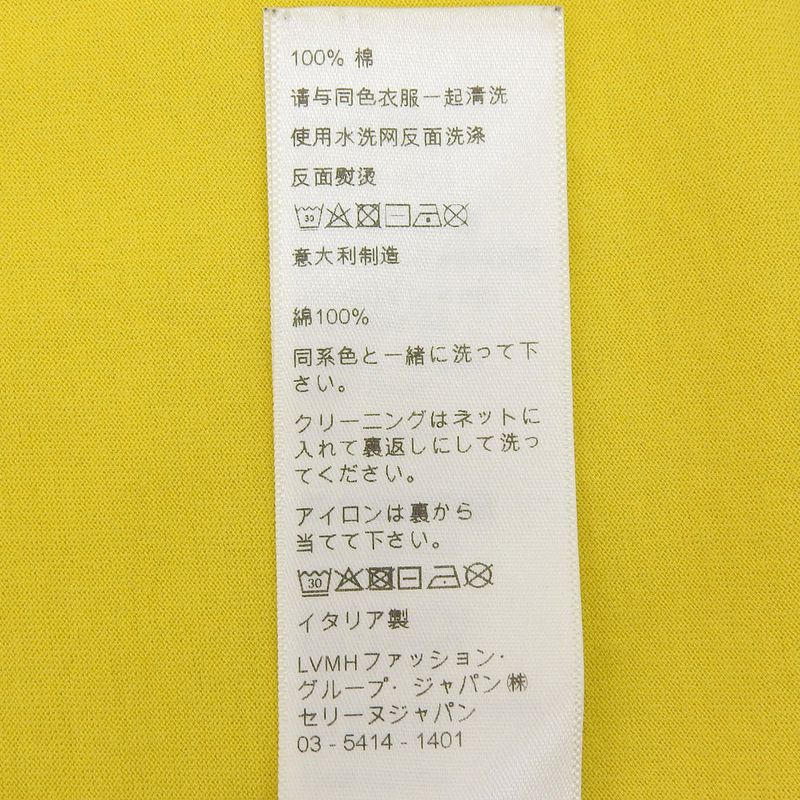 100% 棉
请与同色衣服一起清洗
使用水洗网反面洗涤
反面熨烫
30
意大利制造
綿100%
同系色と一緒に洗って下
さい。
クリーニングはネットに
入れて裏返しにして洗っ
てください。
アイロンは裏から
当てて下さい。
30
イタリア製
LVMHファッション·
グループ· ジャパン㈱
セリーヌジャパン
03 - 5414 - 1401